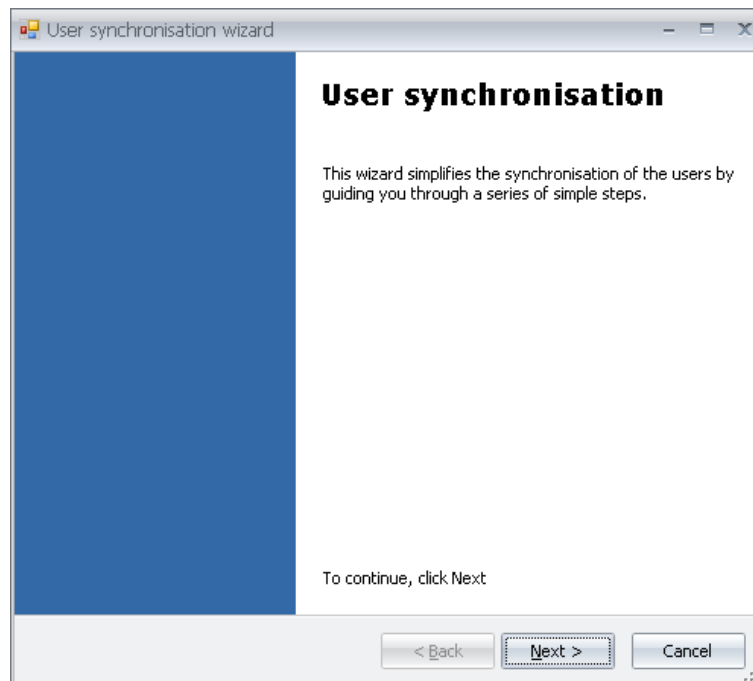 User synchronisation wizard
User synchronisation
This wizard simplifies the synchronisation of the users by
guiding you through a series of simple steps.
To continue, click Next
< Back
Next >
Cancel